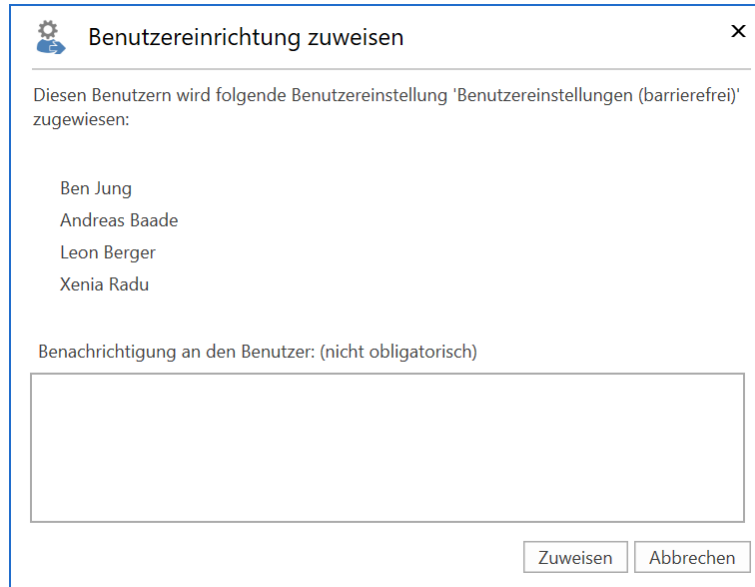 Benutzereinrichtung zuweisen
Diesen Benutzern wird folgende Benutzereinstellung 'Benutzereinstellungen (barrierefrei)'
zugewiesen:
Ben Jung
Andreas Baade
Leon Berger
Xenia Radu
Benachrichtigung an den Benutzer: (nicht obligatorisch)
Zuweisen Abbrechen